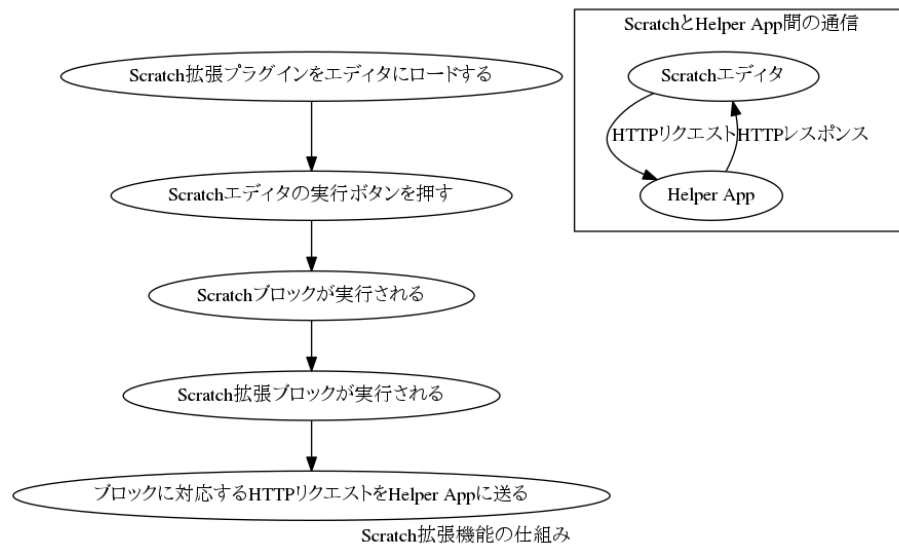 Scratch拡張プラグインをエディタにロードする
Scratchエディタの実行ボタンを押す
Scratchブロックが実行される
Scratch拡張ブロックが実行される
ブロックに対応するHTTPリクエストをHelper Appに送る
Scratch拡張機能の仕組み
ScratchとHelper App間の通信
Scratchエディタ
HTTPリクエスト
HTTPレスポンス
Helper App